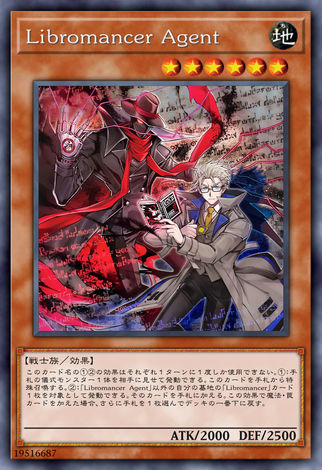 Libromancer Agent
地
【戦士族／効果】
このカード名の①②の効果はそれぞれ１ターンに１度しか使用できない。①:手
札の儀式モンスター１体を相手に見せて発動できる。このカードを手札から特
殊召喚する。②:「Libromancer Agent」以外の自分の墓地の「Libromancer」カード
１枚を対象として発動できる。そのカードを手札に加える。この効果で魔法・罠
カードを加えた場合、さらに手札を１枚選んでデッキの一番下に戻す。
ATK/2000 DEF/2500
19516687